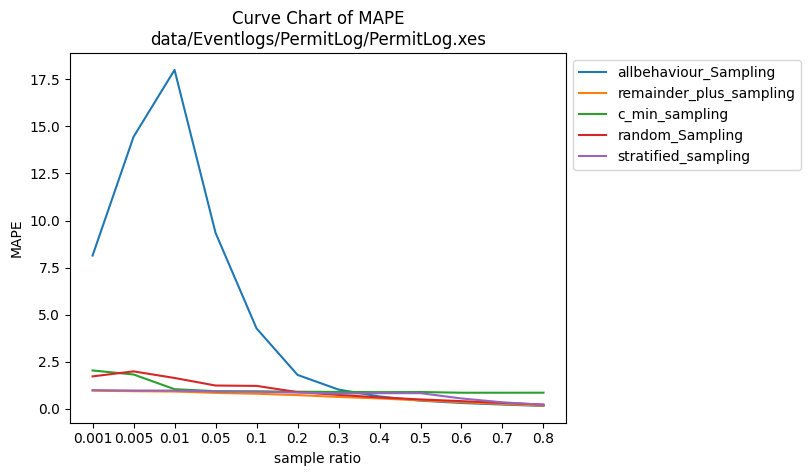 Curve Chart of MAPE
data/Eventlogs/PermitLog/PermitLog.xes
MAPE
17.5
15.0
12.5
10.0
7.5
5.0
2.5
0.0
0.001 0.005 0.01 0.05 0.1 0.2 0.3 0.4 0.5 0.6 0.7 0.8
sample ratio
allbehaviour_Sampling
remainder_plus_sampling
c_min_sampling
random_Sampling
stratified_sampling